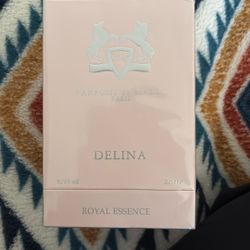 PARFUMS DE MARLY
PARIS
DELINA
ROYAL ESSENCE